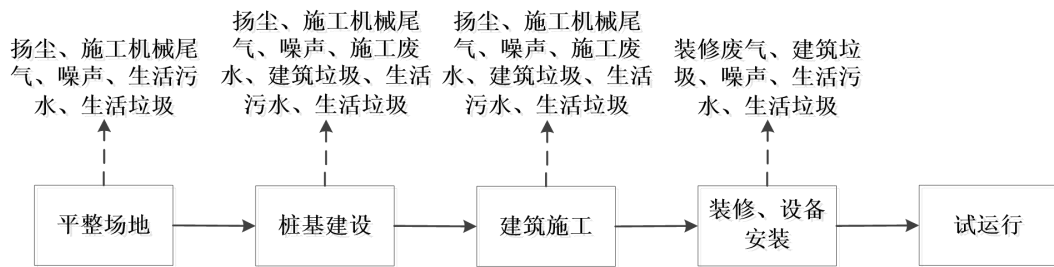 扬尘、施工机械尾
气、噪声、生活污
水、生活垃圾
扬尘、施工机械尾
气、噪声、施工废
水、建筑垃圾、生活
污水、生活垃圾
扬尘、施工机械尾
气、噪声、施工废
水、建筑垃圾、生活
污水、生活垃圾
装修废气、建筑垃
圾、噪声、生活污
水、生活垃圾
平整场地
桩基建设
建筑施工
装修、设备
安装
试运行